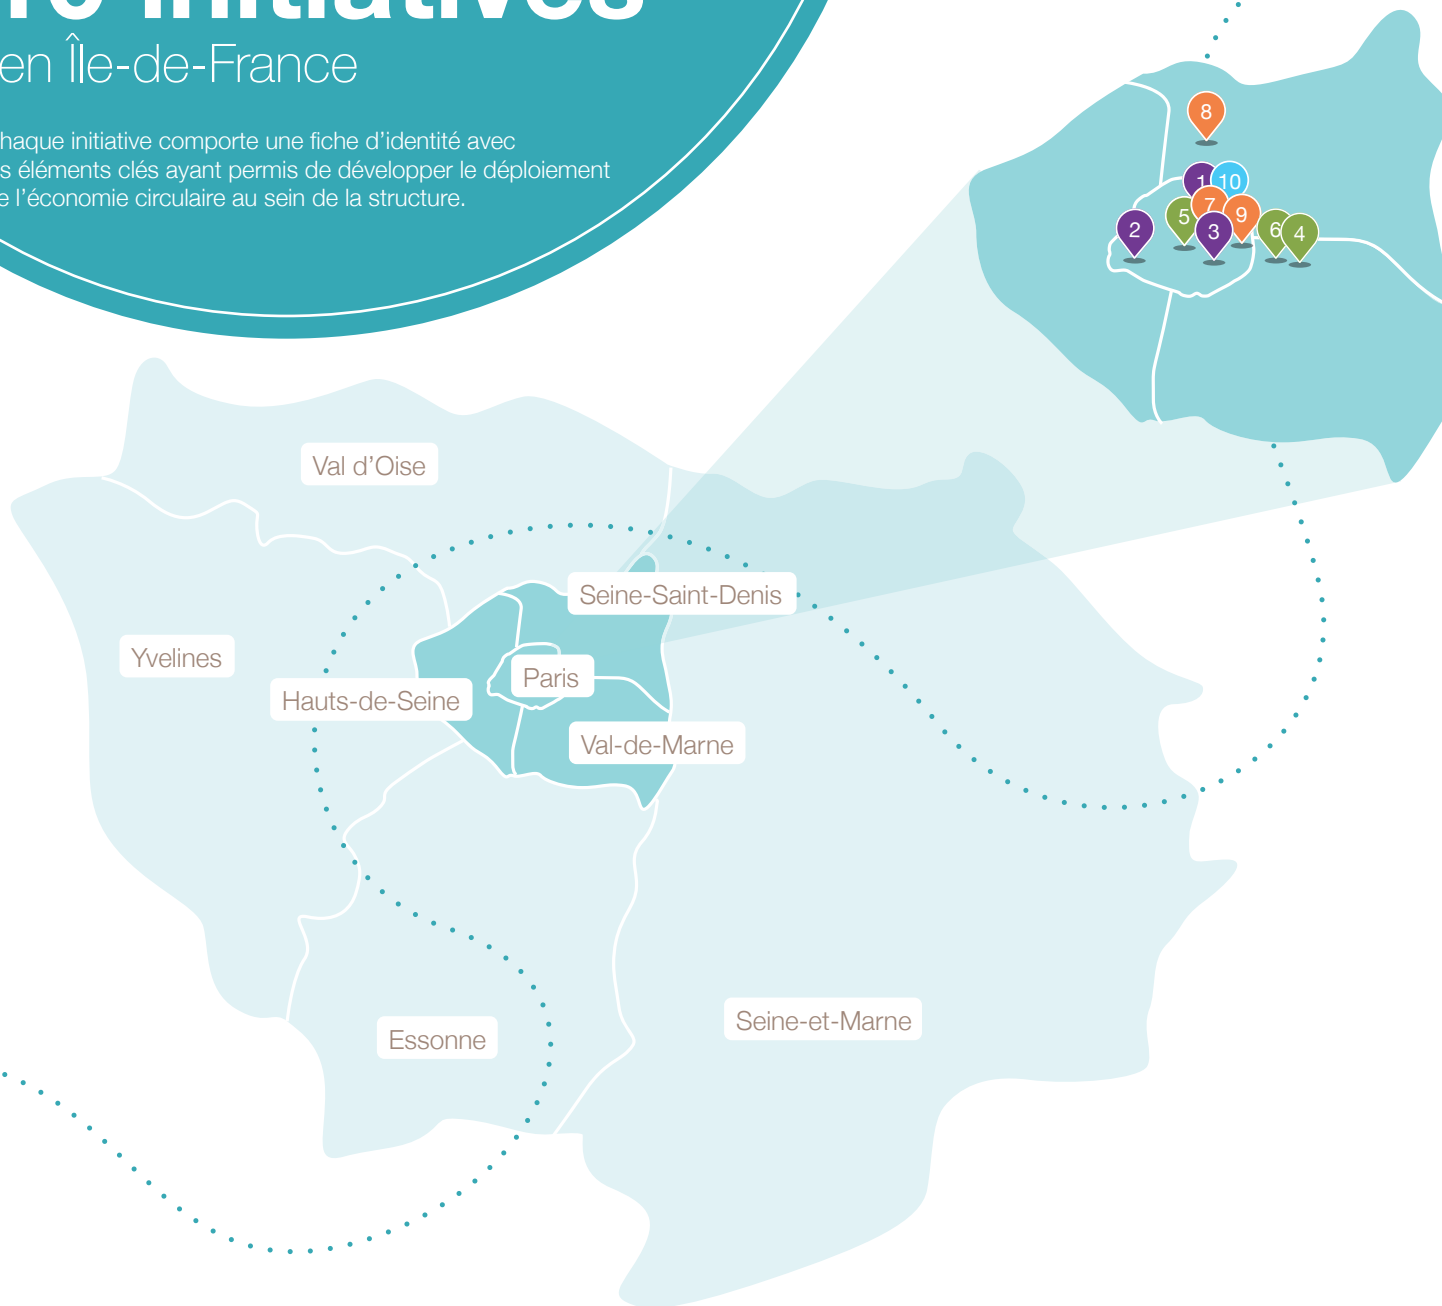 10 initiatives
en Île-de-France
haque initiative comporte une fiche d’identité avec
s éléments clés ayant permis de développer le déploiement
e l’économie circulaire au sein de la structure.
8
1 10
5 7 9
2 3 6 4
Val d’Oise
Seine-Saint-Denis
Yvelines
Paris
Hauts-de-Seine
Val-de-Marne
Seine-et-Marne
Essonne